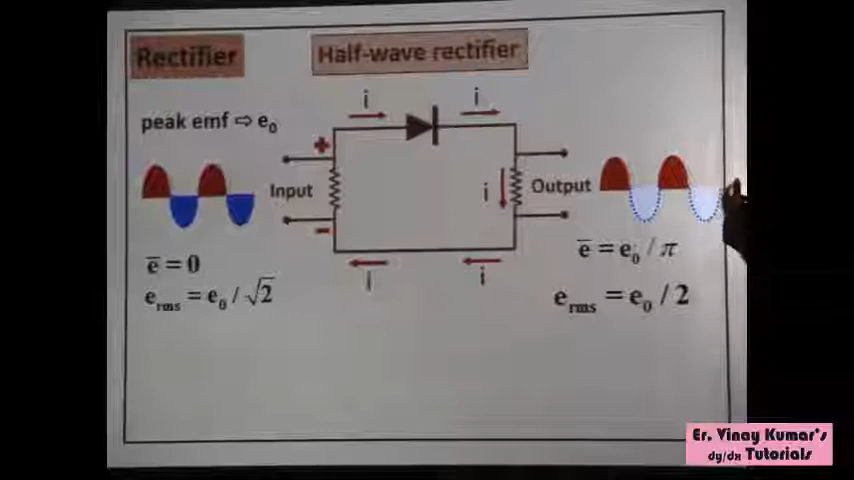 Rectifier
Half-wave rectifier
peak emf ⇨ e₀
i
i
+
Input
i
Output
−
e̅ = 0
e̅ = e₀ / π
eᵣₘₛ = e₀ / √2
i
i
eᵣₘₛ = e₀ / 2
Er. Vinay Kumar's
dy/dx Tutorials